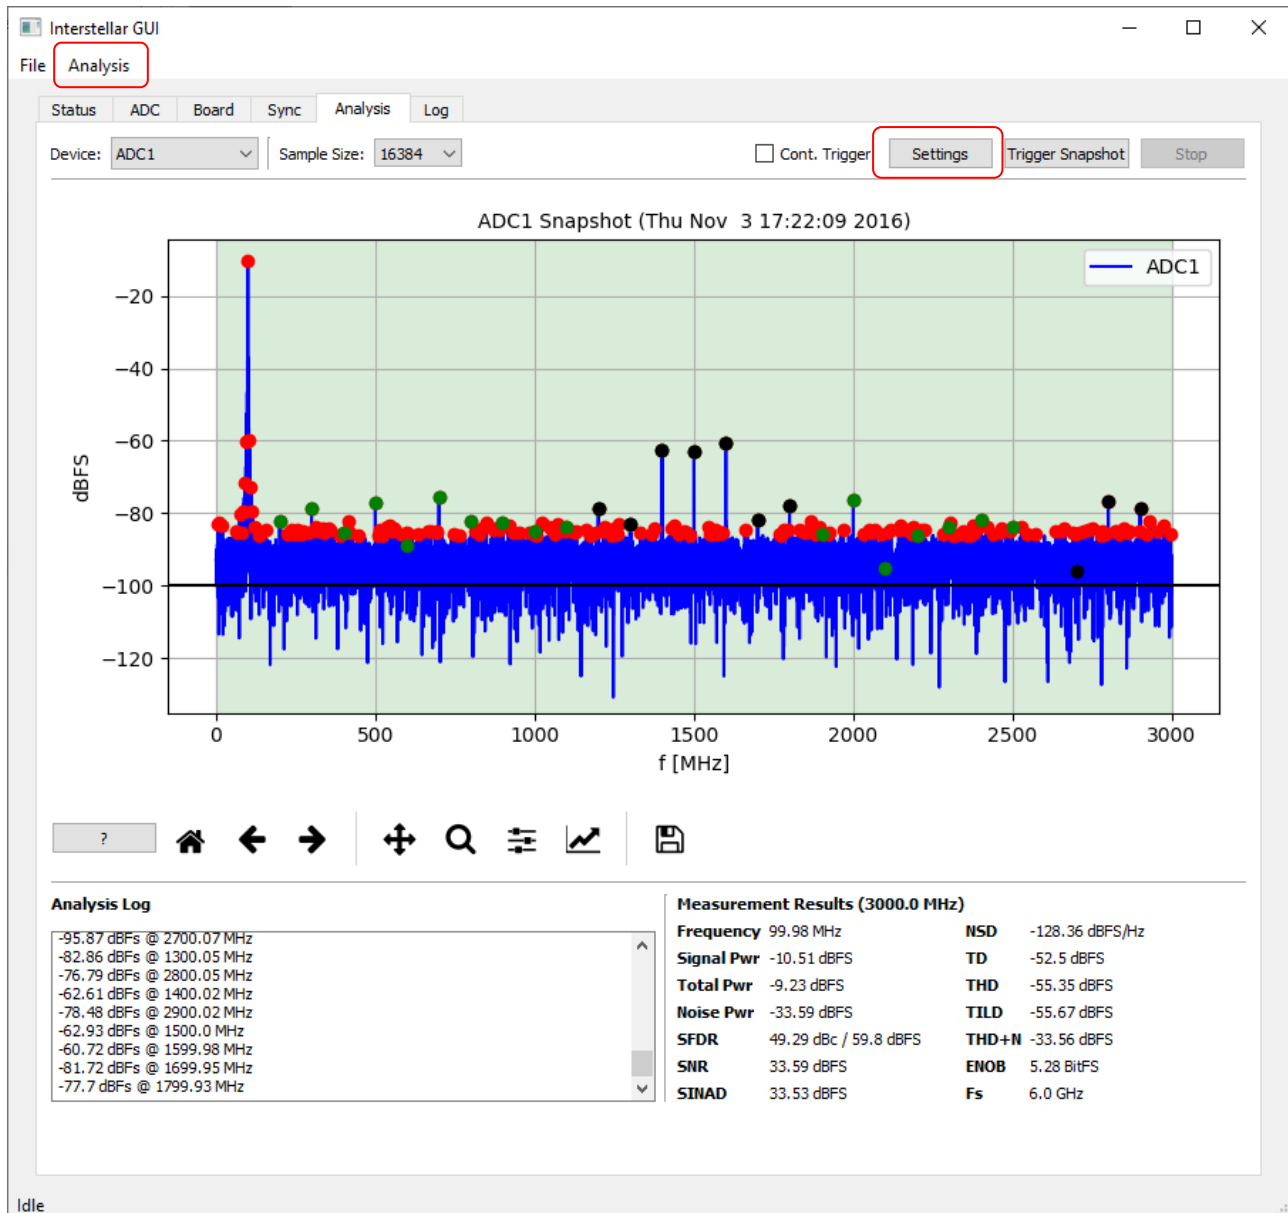 Interstellar GUI
File Analysis
Status ADC Board Sync Analysis Log
Device: ADC1 Sample Size: 16384 Cont. Trigger Settings Trigger Snapshot Stop
ADC1 Snapshot (Thu Nov  3 17:22:09 2016)
ADC1
−20
−40
−60
−80
−100
−120
dBFS
0 500 1000 1500 2000 2500 3000
f [MHz]
?
Analysis Log
-95.87 dBFs @ 2700.07 MHz
-82.86 dBFs @ 1300.05 MHz
-76.79 dBFs @ 2800.05 MHz
-62.61 dBFs @ 1400.02 MHz
-78.48 dBFs @ 2900.02 MHz
-62.93 dBFs @ 1500.0 MHz
-60.72 dBFs @ 1599.98 MHz
-81.72 dBFs @ 1699.95 MHz
-77.7 dBFs @ 1799.93 MHz
Measurement Results (3000.0 MHz)
Frequency 99.98 MHz NSD -128.36 dBFS/Hz
Signal Pwr -10.51 dBFS TD -52.5 dBFS
Total Pwr -9.23 dBFS THD -55.35 dBFS
Noise Pwr -33.59 dBFS TILD -55.67 dBFS
SFDR 49.29 dBc / 59.8 dBFS THD+N -33.56 dBFS
SNR 33.59 dBFS ENOB 5.28 BitFS
SINAD 33.53 dBFS Fs 6.0 GHz
Idle